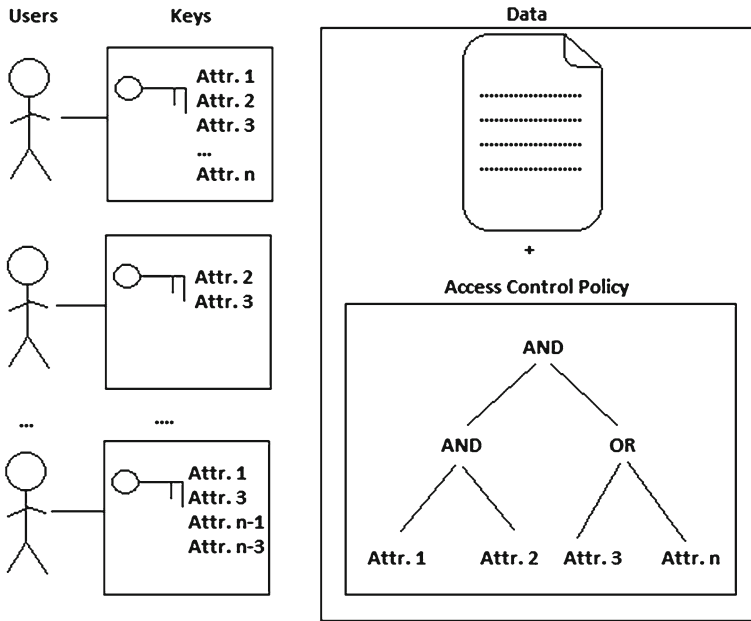 Users
Keys
Data
Attr. 1
Attr. 2
Attr. 3
...
Attr. n
+
Attr. 2
Attr. 3
Access Control Policy
AND
AND
OR
Attr. 1
Attr. 2
Attr. 3
Attr. n
...
....
Attr. 1
Attr. 3
Attr. n-1
Attr. n-3